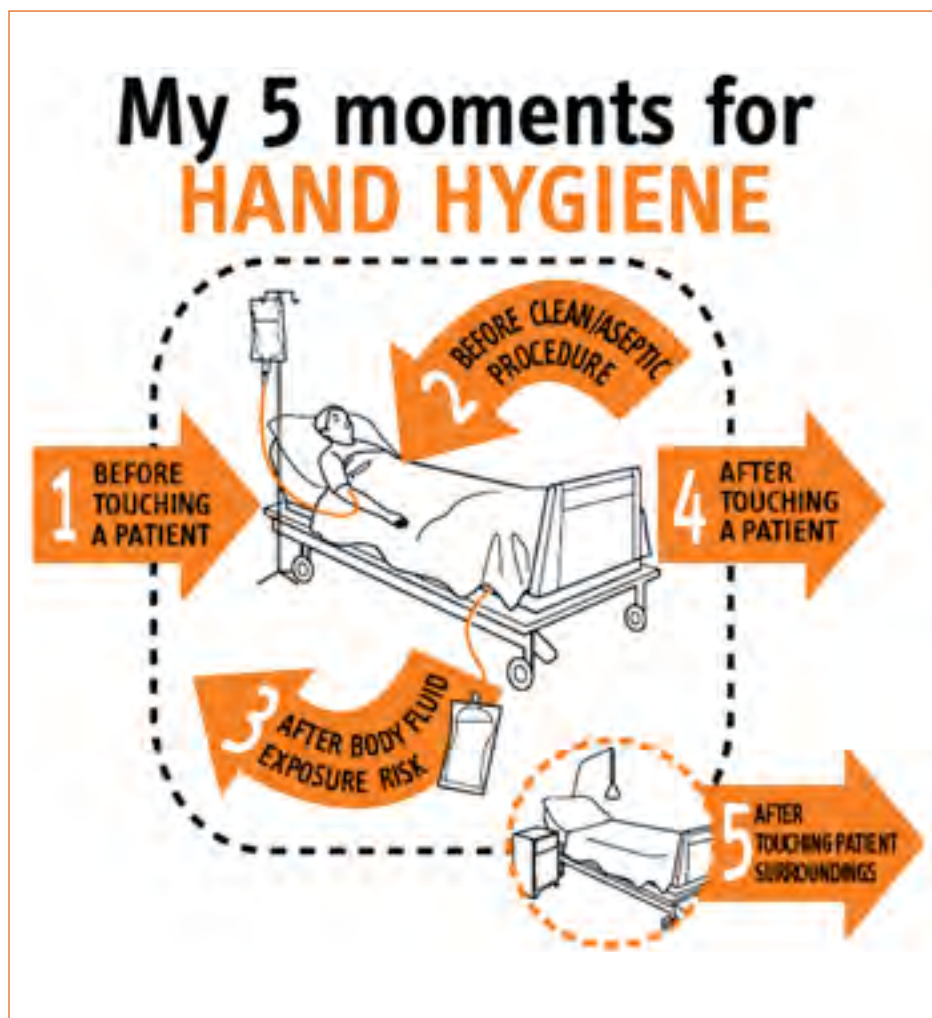 My 5 moments for
HAND HYGIENE
1
BEFORE
TOUCHING
A PATIENT
2
BEFORE CLEAN/ASEPTIC
PROCEDURE
3
AFTER BODY FLUID
EXPOSURE RISK
4
AFTER
TOUCHING
A PATIENT
5
AFTER
TOUCHING PATIENT
SURROUNDINGS